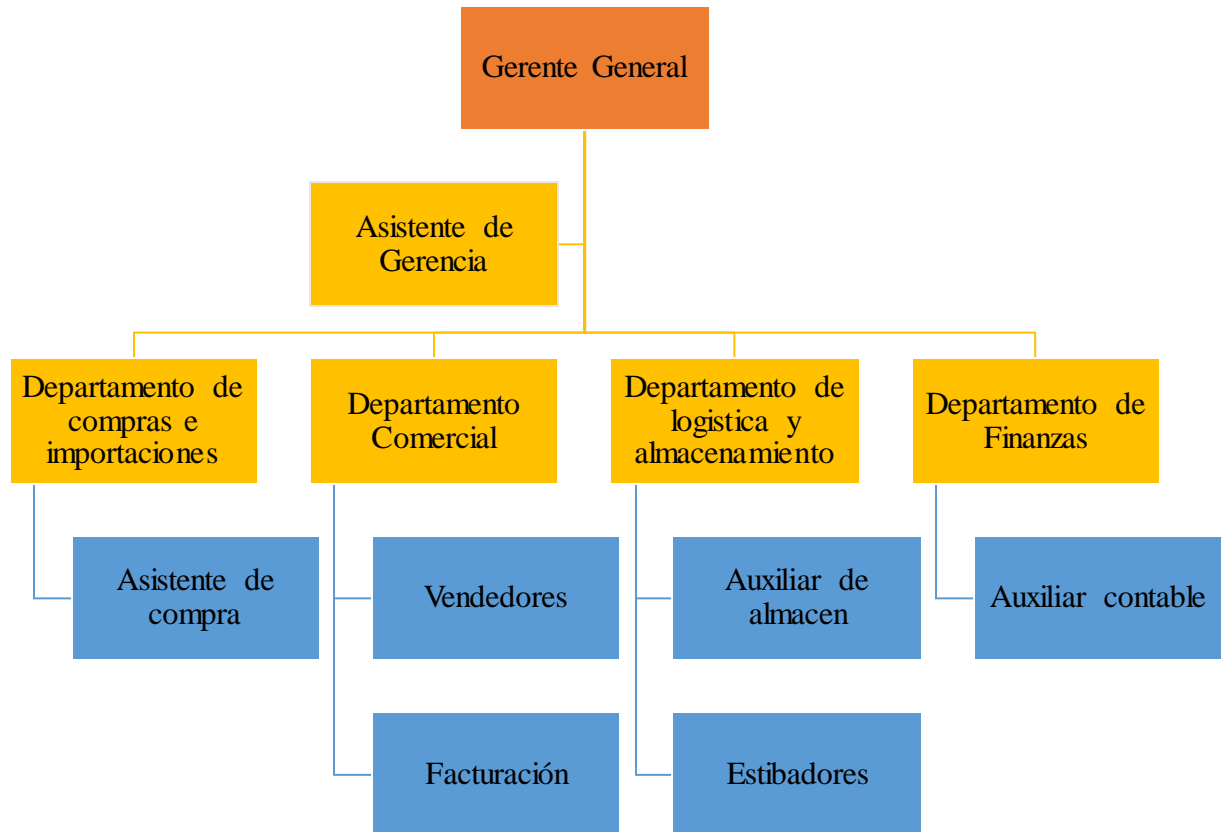 Gerente General
Asistente de
Gerencia
Departamento de
compras e
importaciones
Departamento
Comercial
Departamento de
logistica y
almacenamiento
Departamento de
Finanzas
Asistente de
compra
Vendedores
Auxiliar de
almacen
Auxiliar contable
Facturación
Estibadores